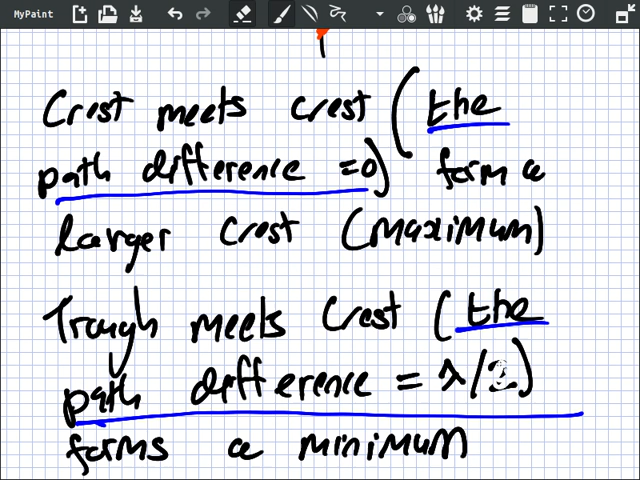 MyPaint
Crest meets crest (the
path difference =0) form a
larger crest (maximum)
Trough meets Crest (the
path difference = λ/2)
forms a minimum